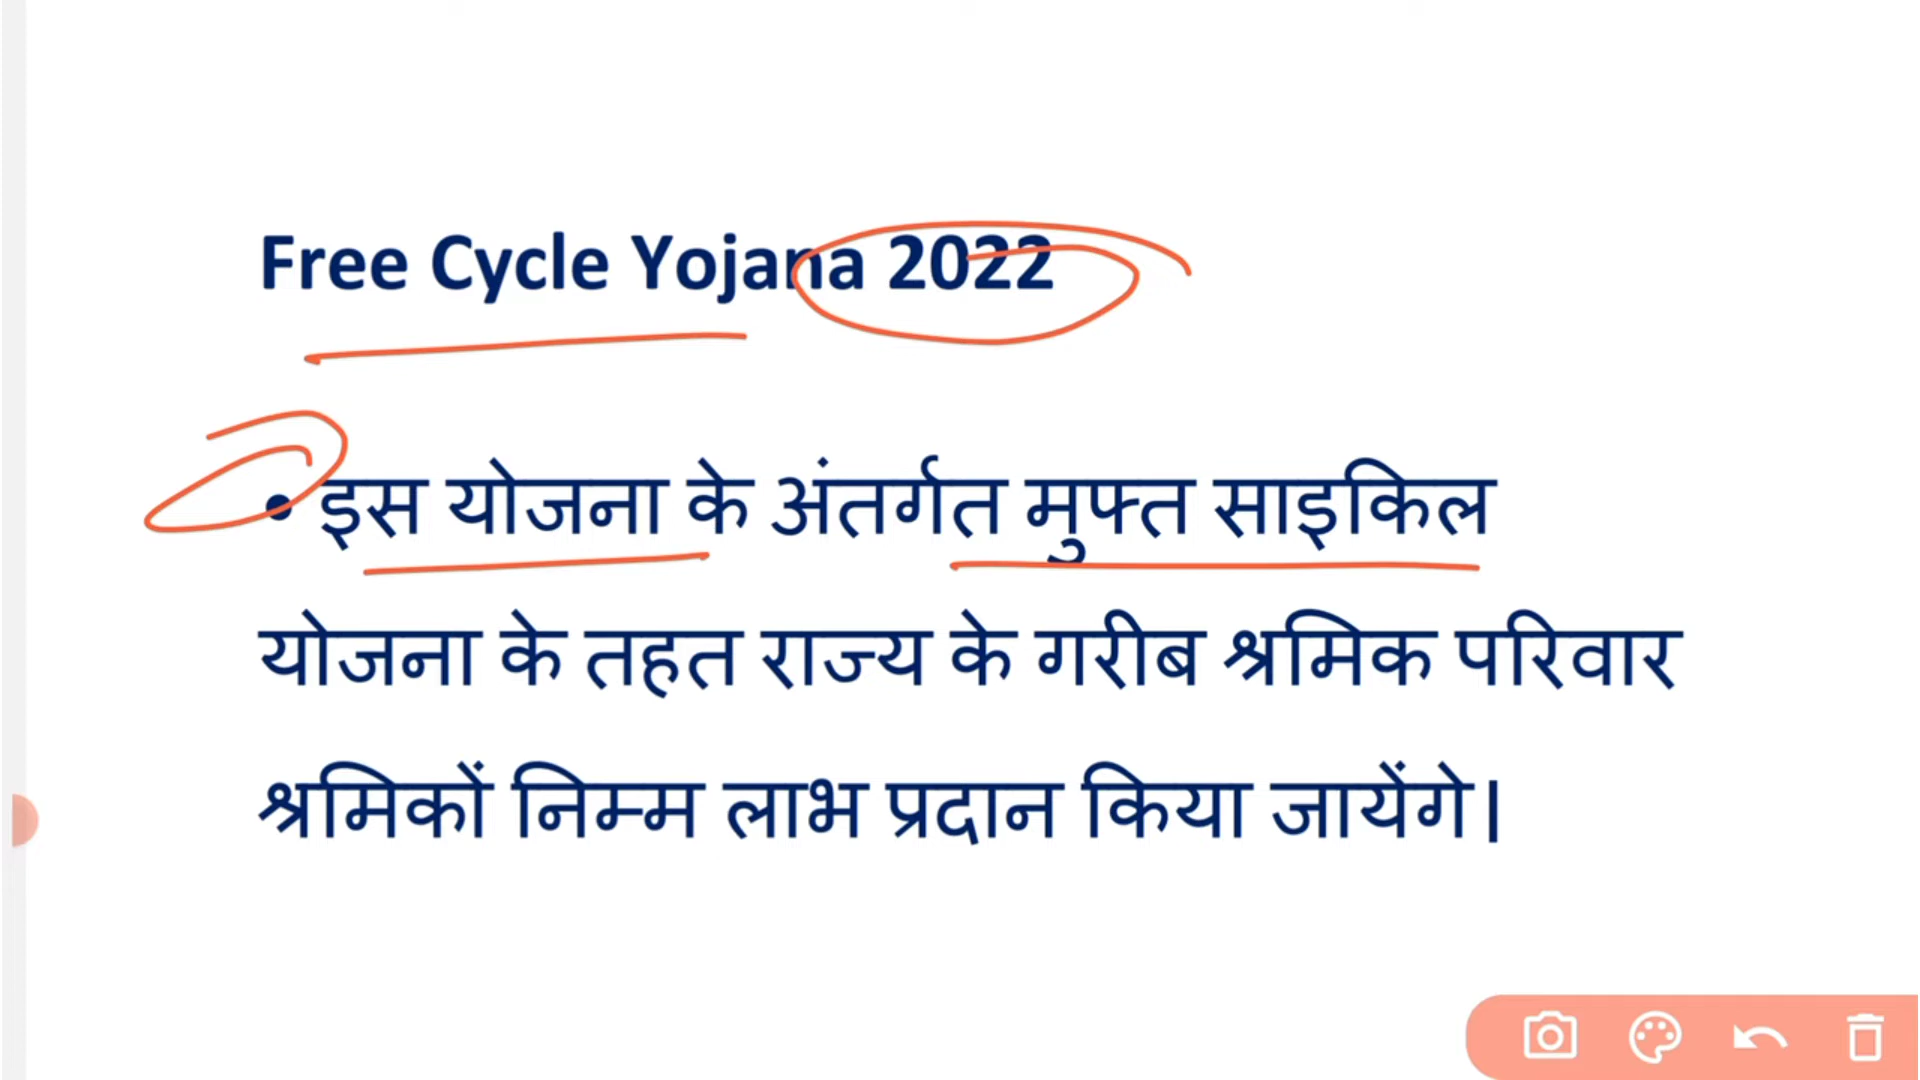 Free Cycle Yojana 2022
• इस योजना के अंतर्गत मुफ्त साइकिल
योजना के तहत राज्य के गरीब श्रमिक परिवार
श्रमिकों निम्म लाभ प्रदान किया जायेंगे।